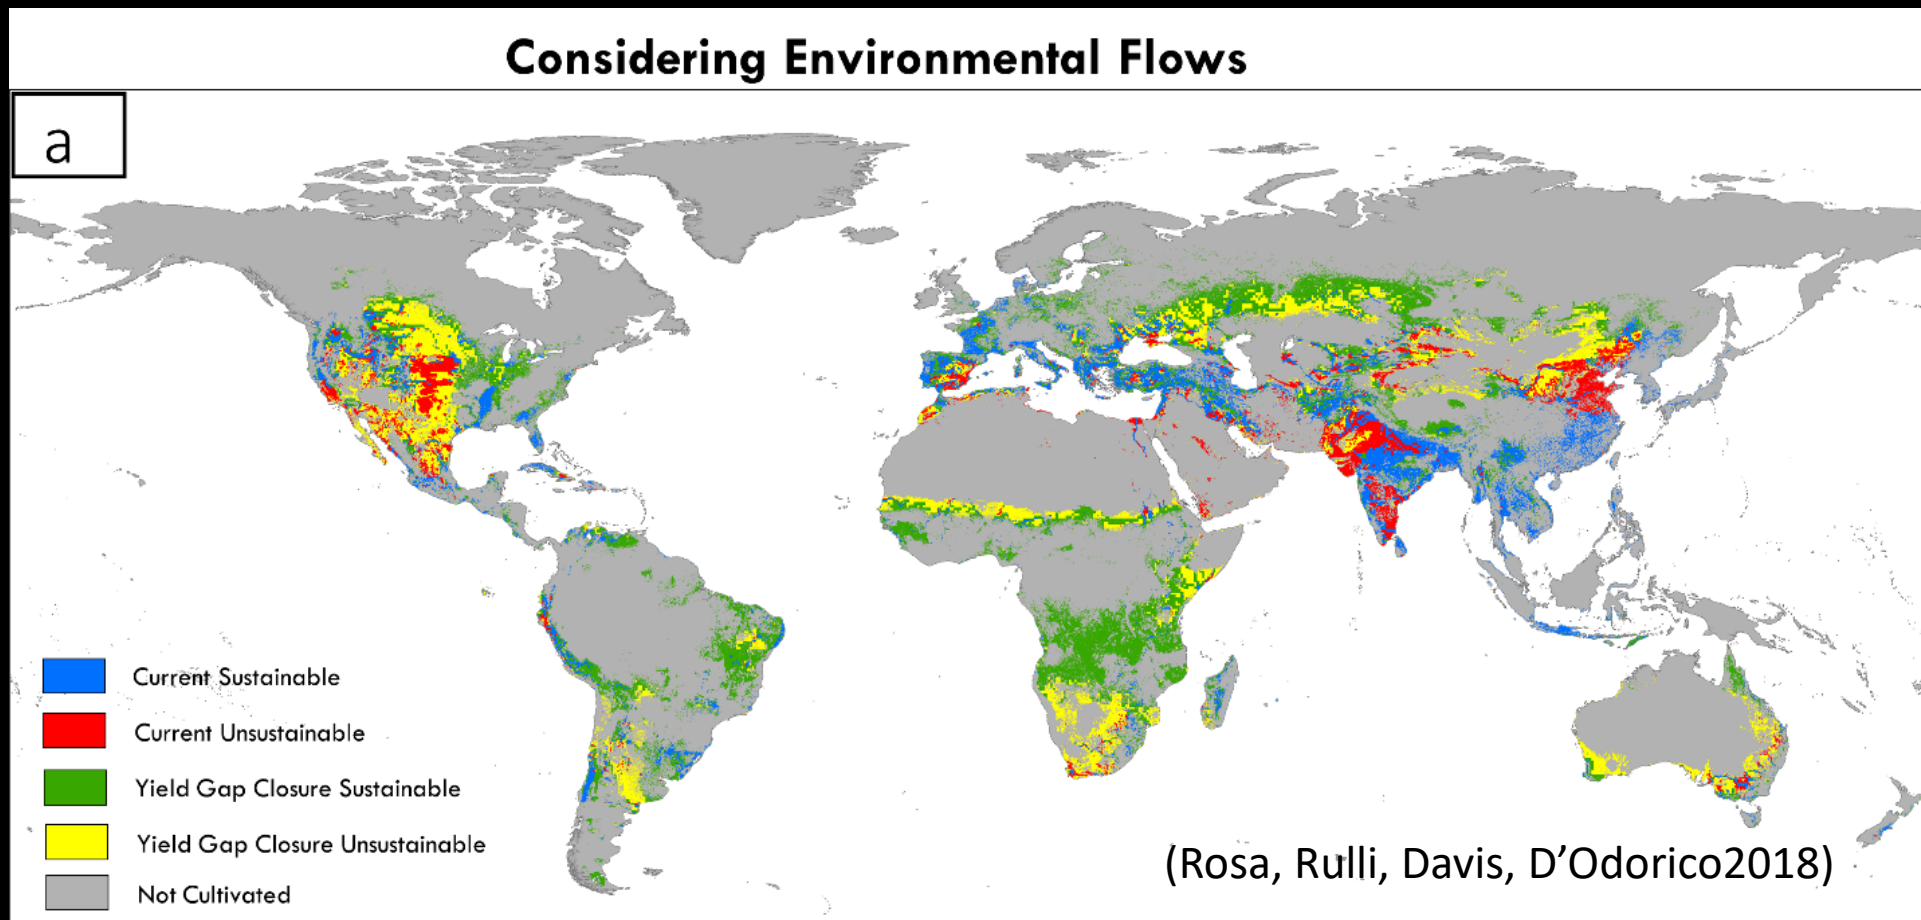 Considering Environmental Flows
a
Current Sustainable
Current Unsustainable
Yield Gap Closure Sustainable
Yield Gap Closure Unsustainable
Not Cultivated
(Rosa, Rulli, Davis, D’Odorico2018)